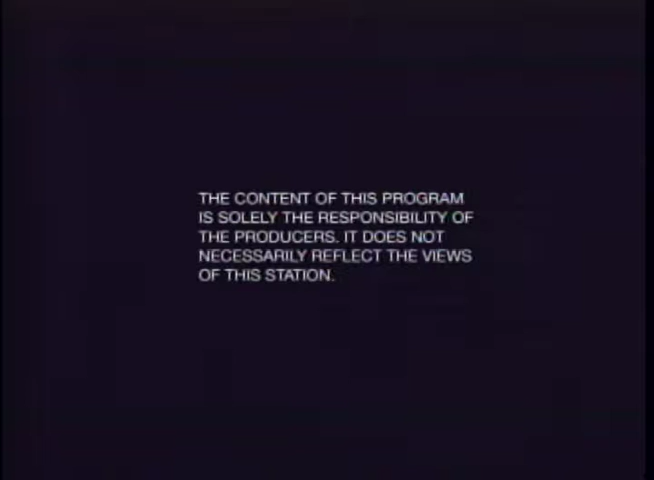 THE CONTENT OF THIS PROGRAM
IS SOLELY THE RESPONSIBILITY OF
THE PRODUCERS. IT DOES NOT
NECESSARILY REFLECT THE VIEWS
OF THIS STATION.